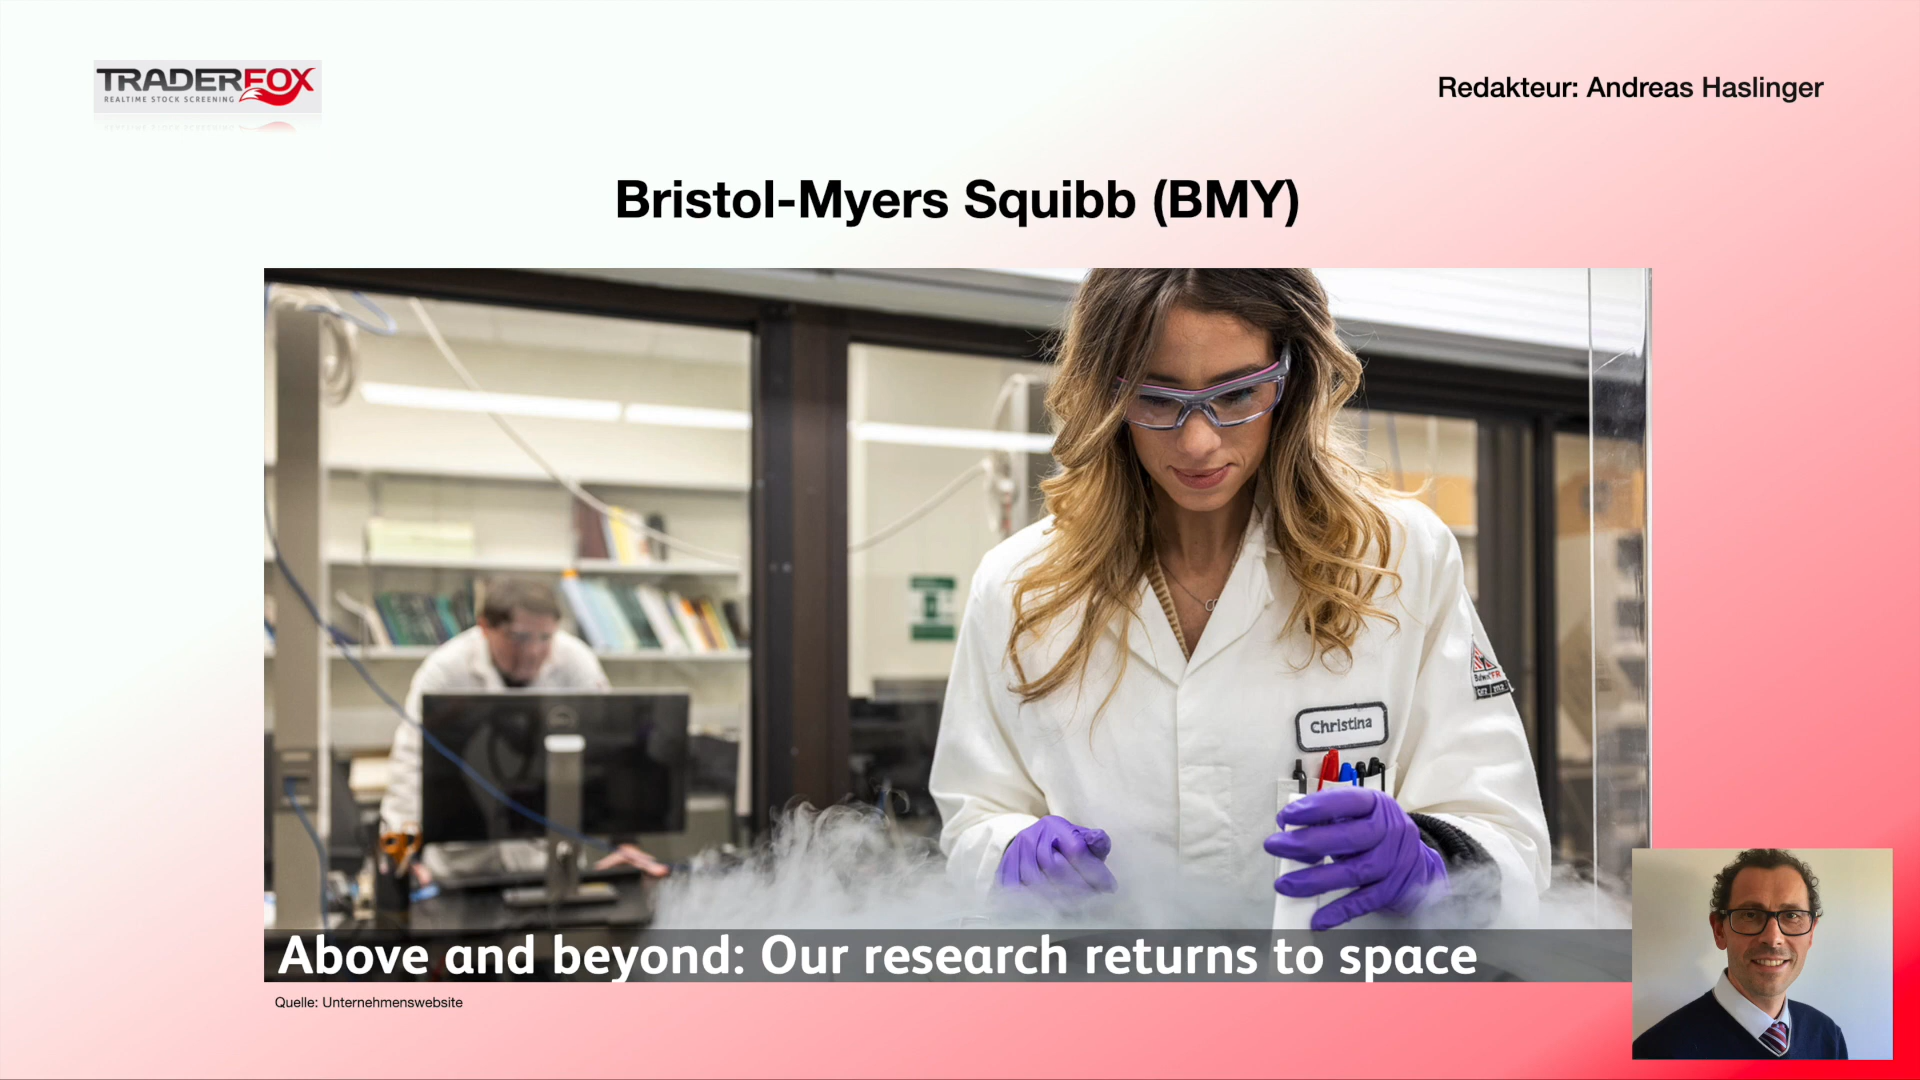 TRADERFOX
REALTIME STOCK SCREENING
Redakteur: Andreas Haslinger
Bristol-Myers Squibb (BMY)
Christina
Above and beyond: Our research returns to space
Quelle: Unternehmenswebsite